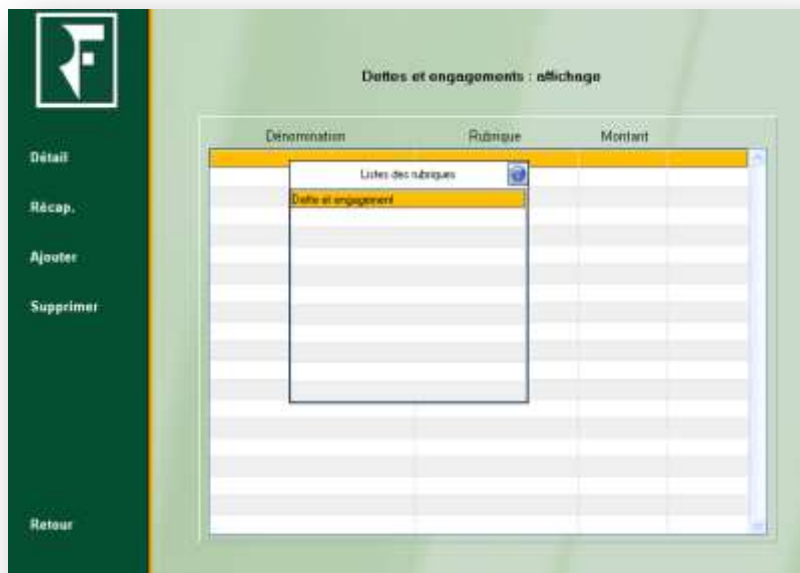 Dettes et engagements : affichage
Dénomination Rubrique Montant
Listes des rubriques
Dette et engagement
Détail
Récap.
Ajouter
Supprimer
Retour